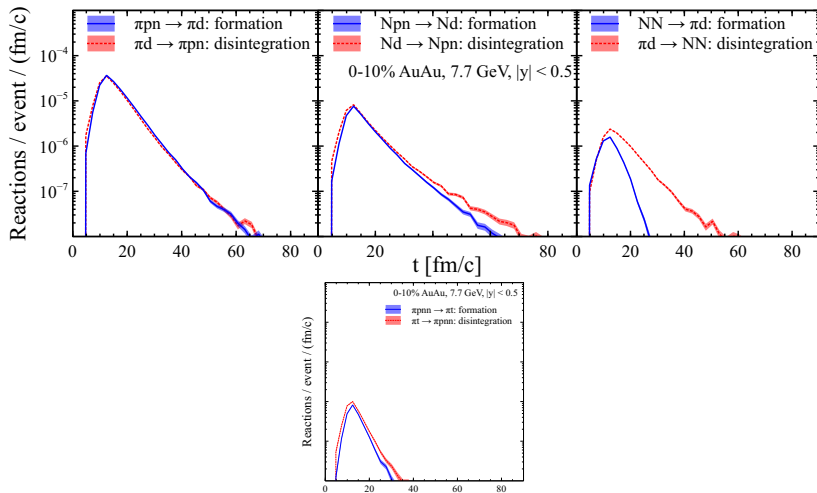 πpn → πd: formation
πd → πpn: disintegration
Npn → Nd: formation
Nd → Npn: disintegration
0-10% AuAu, 7.7 GeV, |y| < 0.5
NN → πd: formation
πd → NN: disintegration
Reactions / event / (fm/c)
10⁻⁴
10⁻⁵
10⁻⁶
10⁻⁷
0 20 40 60 80
20 40 60 80
0 20 40 60 80
t [fm/c]
0-10% AuAu, 7.7 GeV, |y| < 0.5
πpnn → πt: formation
πt → πpnn: disintegration
Reactions / event / (fm/c)
0 20 40 60 80